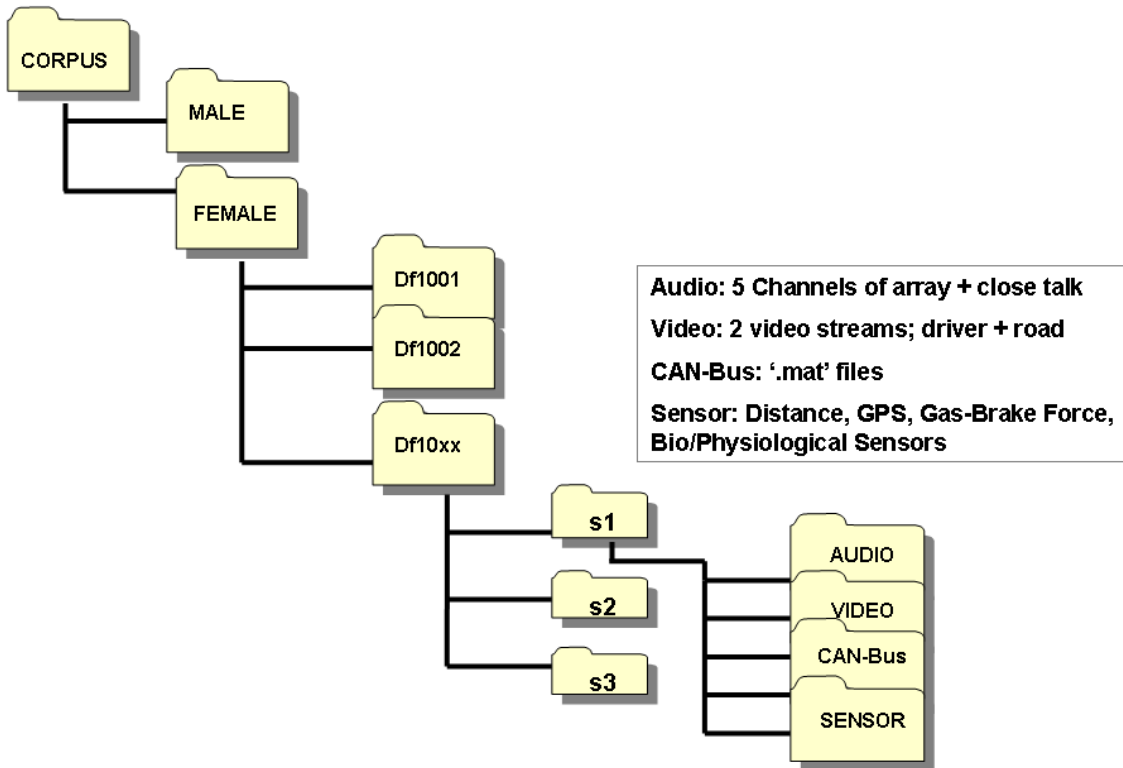 CORPUS
MALE
FEMALE
Df1001
Df1002
Df10xx
Audio: 5 Channels of array + close talk
Video: 2 video streams; driver + road
CAN-Bus: ‘.mat’ files
Sensor: Distance, GPS, Gas-Brake Force,
Bio/Physiological Sensors
s1
s2
s3
AUDIO
VIDEO
CAN-Bus
SENSOR